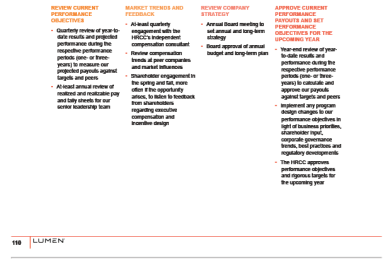 REVIEW CURRENT
PERFORMANCE
OBJECTIVES
• Quarterly review of year-to-
date results and projected
performance during the
respective performance
periods (one- or three-
years) to measure our
projected payouts against
targets and peers
• At-least annual review of
realized and realizable pay
and tally sheets for our
senior leadership team
MARKET TRENDS AND
FEEDBACK
• At-least quarterly
engagement with the
HRCC's independent
compensation consultant
• Review compensation
trends at peer companies
and market influences
• Shareholder engagement in
the spring and fall, more
often if the opportunity
arises, to listen to feedback
from shareholders
regarding executive
compensation and
incentive design
REVIEW COMPANY
STRATEGY
• Annual Board meeting to
set annual and long-term
strategy
• Board approval of annual
budget and long-term plan
APPROVE CURRENT
PERFORMANCE
PAYOUTS AND SET
PERFORMANCE
OBJECTIVES FOR THE
UPCOMING YEAR
• Year-end review of year-
to-date results and
performance during the
respective performance
periods (one- or three-
years) to calculate and
approve our payouts
against targets and peers
• Implement any program
design changes to our
performance objectives in
light of business priorities,
shareholder input,
corporate governance
trends, best practices and
regulatory developments
• The HRCC approves
performance objectives
and rigorous targets for
the upcoming year
110 LUMEN